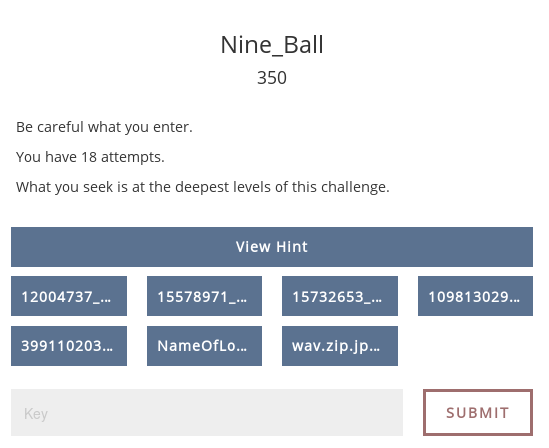 Nine_Ball
350
Be careful what you enter.
You have 18 attempts.
What you seek is at the deepest levels of this challenge.
View Hint
12004737_... 15578971_... 15732653_... 109813029...
399110203... NameOfLo... wav.zip.jp...
Key SUBMIT